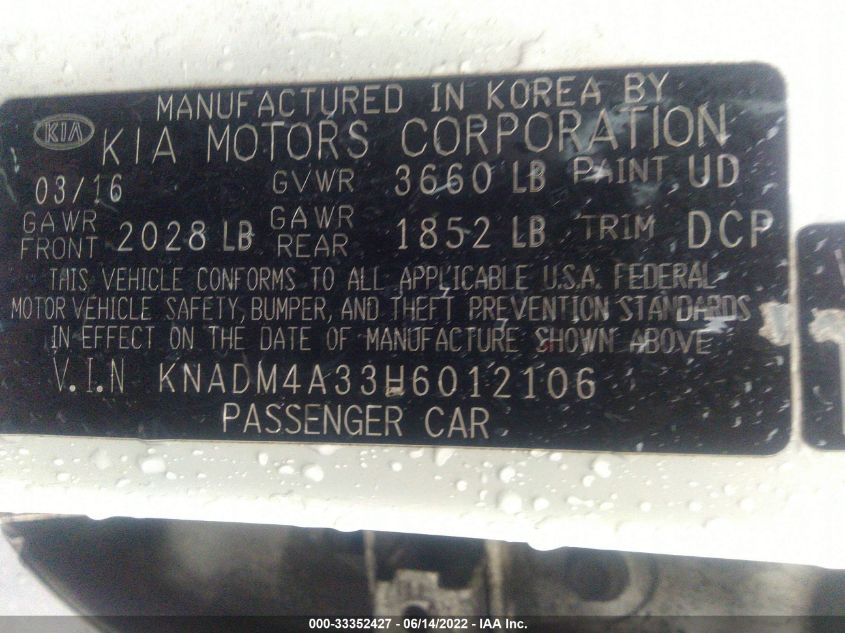 MANUFACTURED IN KOREA BY
KIA KIA MOTORS CORPORATION
03/16 GVWR 3660 LB PAINT UD
GAWR FRONT 2028 LB GAWR REAR 1852 LB TRIM DCP
THIS VEHICLE CONFORMS TO ALL APPLICABLE U.S.A. FEDERAL
MOTOR VEHICLE SAFETY, BUMPER, AND THEFT PREVENTION STANDARDS
IN EFFECT ON THE DATE OF MANUFACTURE SHOWN ABOVE
V.I.N KNADM4A33H6012106
PASSENGER CAR
000-33352427 - 06/14/2022 - IAA Inc.